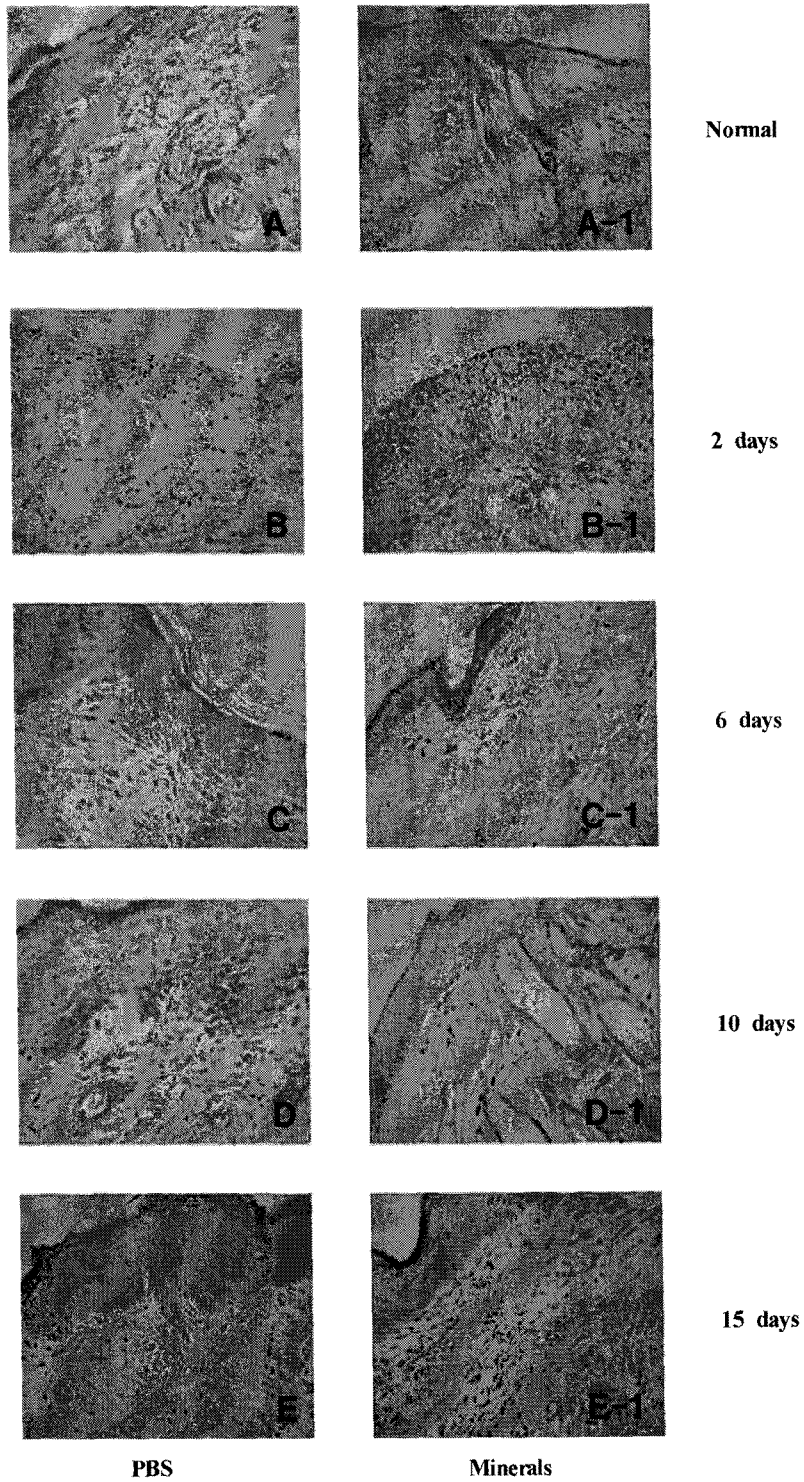 A
A-1
Normal
B
B-1
2 days
C
C-1
6 days
D
D-1
10 days
E
E-1
15 days
PBS
Minerals